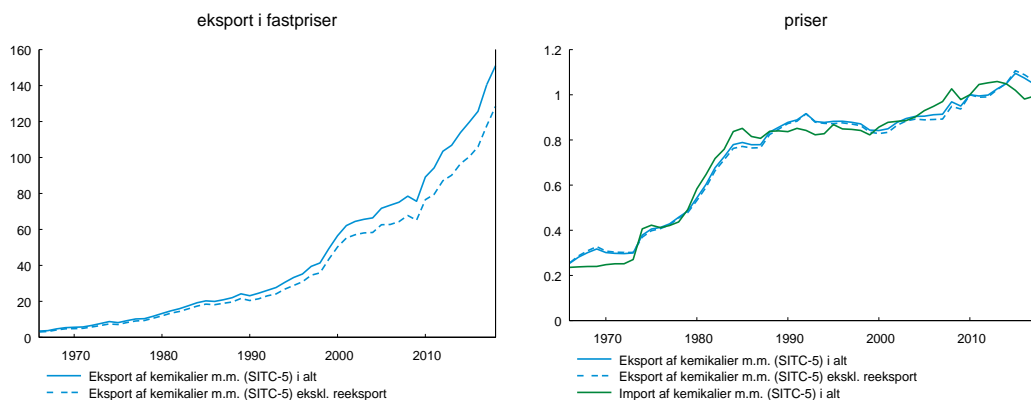 eksport i fastpriser
160
140
120
100
80
60
40
20
0
1970 1980 1990 2000 2010
Eksport af kemikalier m.m. (SITC-5) i alt
Eksport af kemikalier m.m. (SITC-5) ekskl. reeksport
priser
1.2
1
0.8
0.6
0.4
0.2
0
1970 1980 1990 2000 2010
Eksport af kemikalier m.m. (SITC-5) i alt
Eksport af kemikalier m.m. (SITC-5) ekskl. reeksport
Import af kemikalier m.m. (SITC-5) i alt